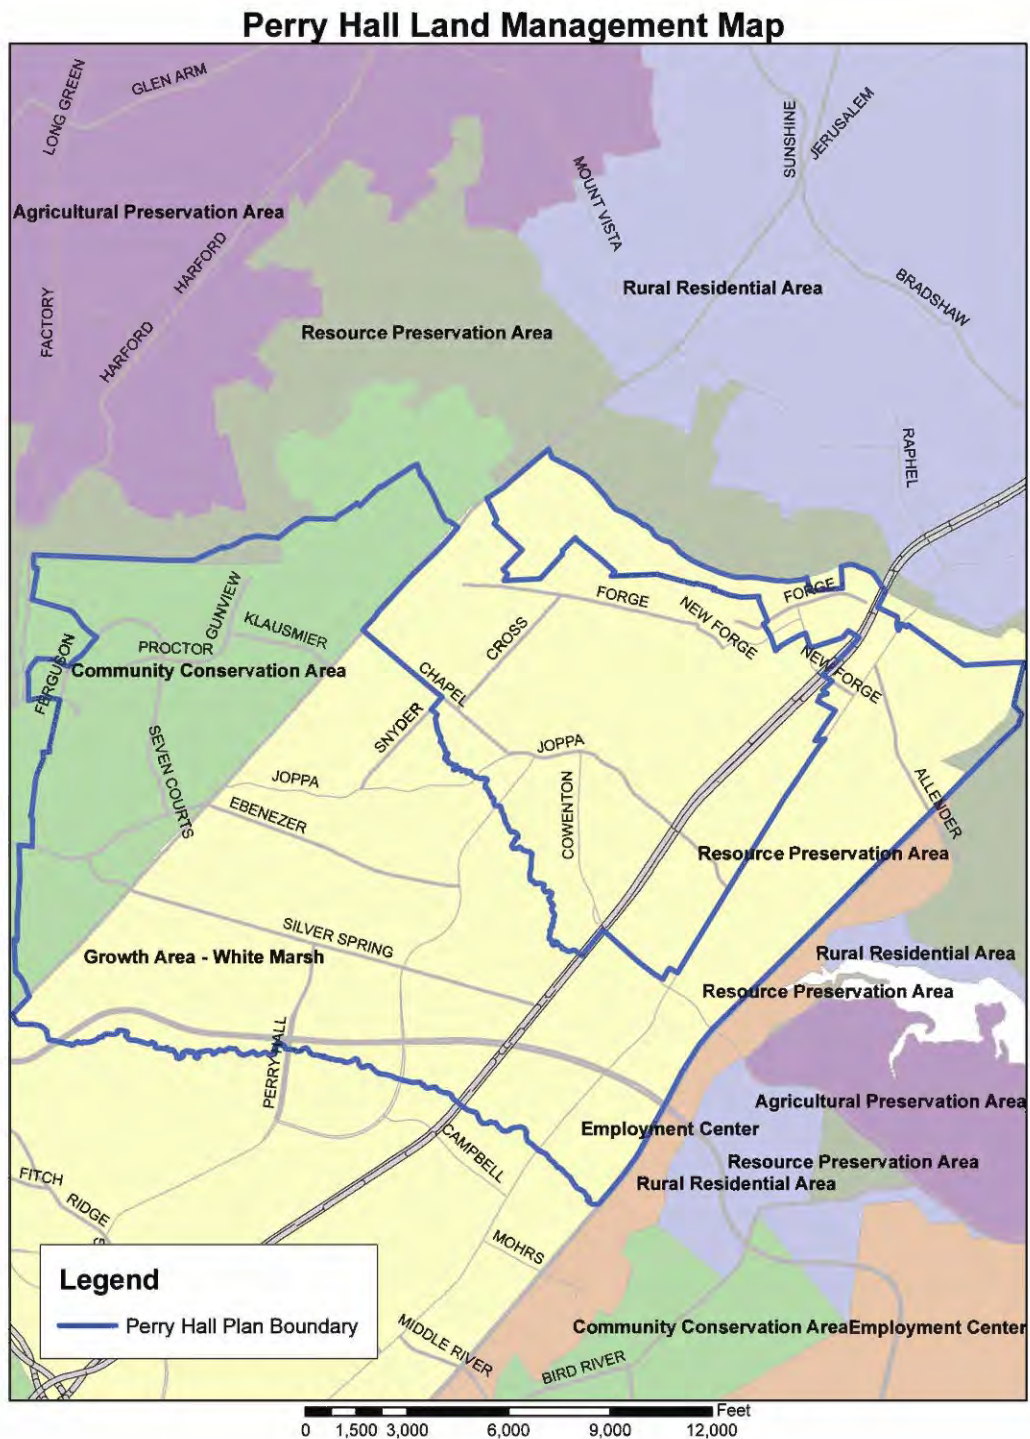 Perry Hall Land Management Map
LONG GREEN
GLEN ARM
SUNSHINE
JERUSALEM
MOUNT VISTA
Agricultural Preservation Area
HARFORD
Rural Residential Area
BRADSHAW
FACTORY
HARFORD
Resource Preservation Area
RAPHEL
FORGE
FORGE
NEW FORGE
GUNVIEW
KLAUSMIER
PROCTOR
CROSS
FERGUSON
Community Conservation Area
NEW FORGE
CHAPEL
SNYDER
SEVEN COURTS
JOPPA
JOPPA
EBENEZER
COWENTON
ALLENDER
Resource Preservation Area
SILVER SPRING
Growth Area - White Marsh
Rural Residential Area
Resource Preservation Area
PERRY HALL
Agricultural Preservation Area
Employment Center
CAMPBELL
Resource Preservation Area
Rural Residential Area
FITCH
RIDGE
MOHRS
Legend
Perry Hall Plan Boundary
MIDDLE RIVER
Community Conservation Area
Employment Center
BIRD RIVER
Feet
0 1,500 3,000 6,000 9,000 12,000